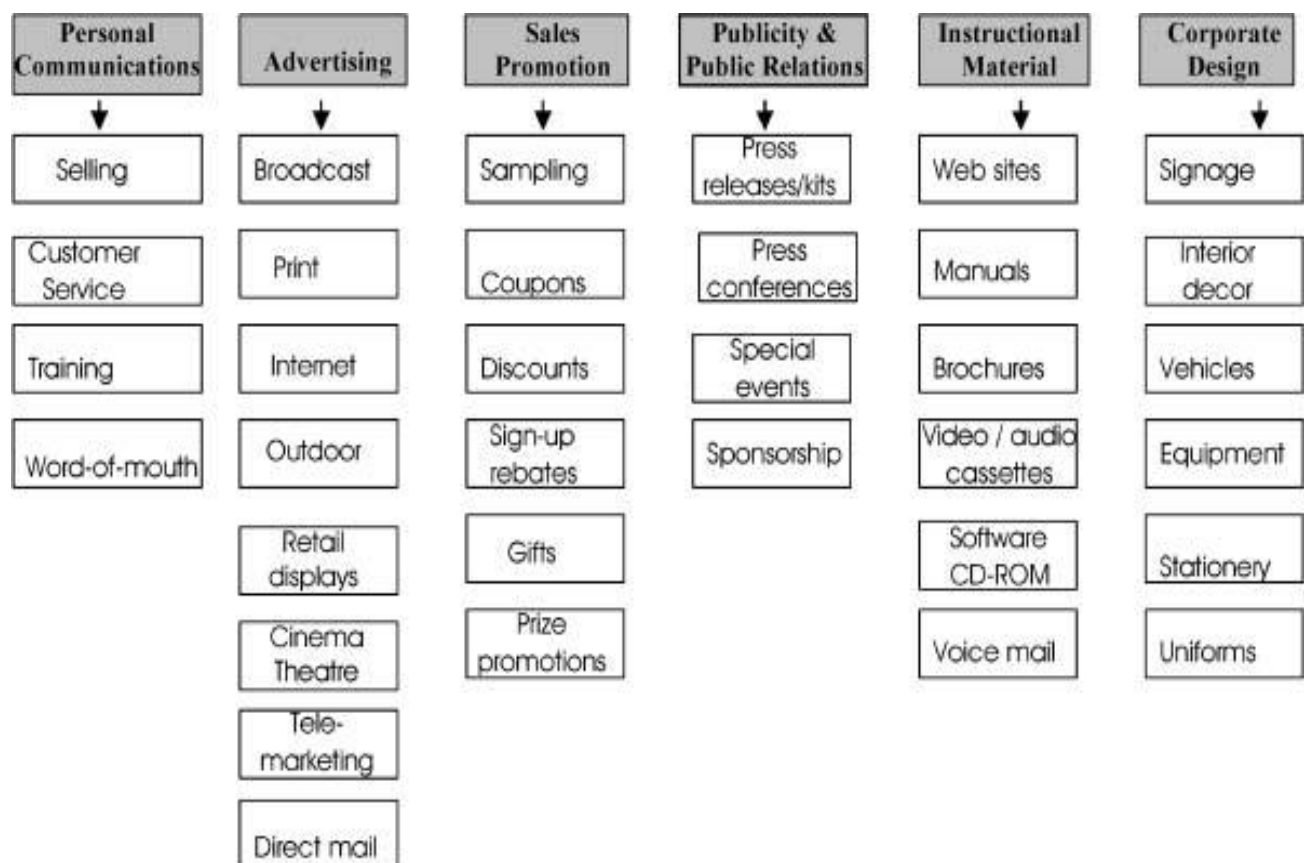 Personal
Communications
Advertising
Sales
Promotion
Publicity &
Public Relations
Instructional
Material
Corporate
Design
Selling
Customer
Service
Training
Word-of-mouth
Broadcast
Print
Internet
Outdoor
Retail
displays
Cinema
Theatre
Tele-
marketing
Direct mail
Sampling
Coupons
Discounts
Sign-up
rebates
Gifts
Prize
promotions
Press
releases/kits
Press
conferences
Special
events
Sponsorship
Web sites
Manuals
Brochures
Video / audio
cassettes
Software
CD-ROM
Voice mail
Signage
Interior
decor
Vehicles
Equipment
Stationery
Uniforms